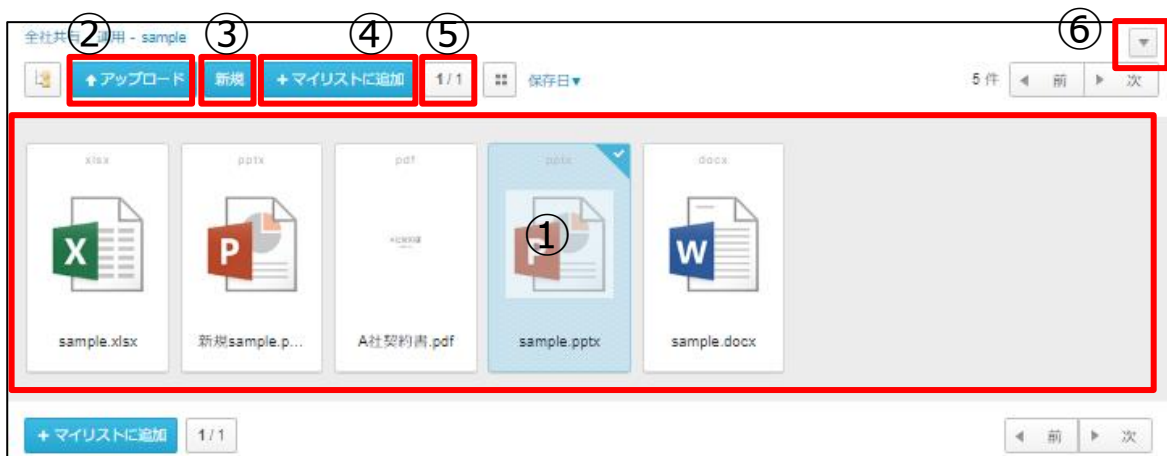 ② ③ ④ ⑤ ⑥
全社共有 運用 - sample
アップロード 新規 +マイリストに追加 1/1 保存日▼ 5 件 ◀ 前 ▶ 次
xlsx pptx pdf pptx docx
X P P ① W
sample.xlsx 新規sample.p... A社契約書.pdf sample.pptx sample.docx
+マイリストに追加 1/1 ◀ 前 ▶ 次